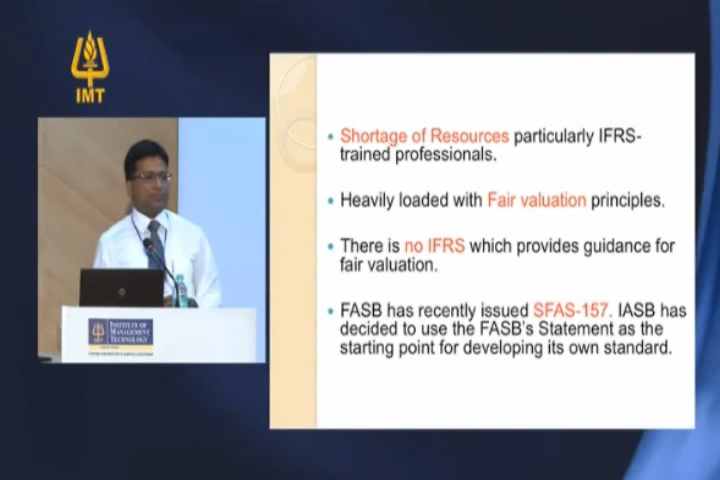 IMT
• Shortage of Resources particularly IFRS-
trained professionals.
• Heavily loaded with Fair valuation principles.
• There is no IFRS which provides guidance for
fair valuation.
• FASB has recently issued SFAS-157. IASB has
decided to use the FASB's Statement as the
starting point for developing its own standard.
INSTITUTE OF
MANAGEMENT
TECHNOLOGY